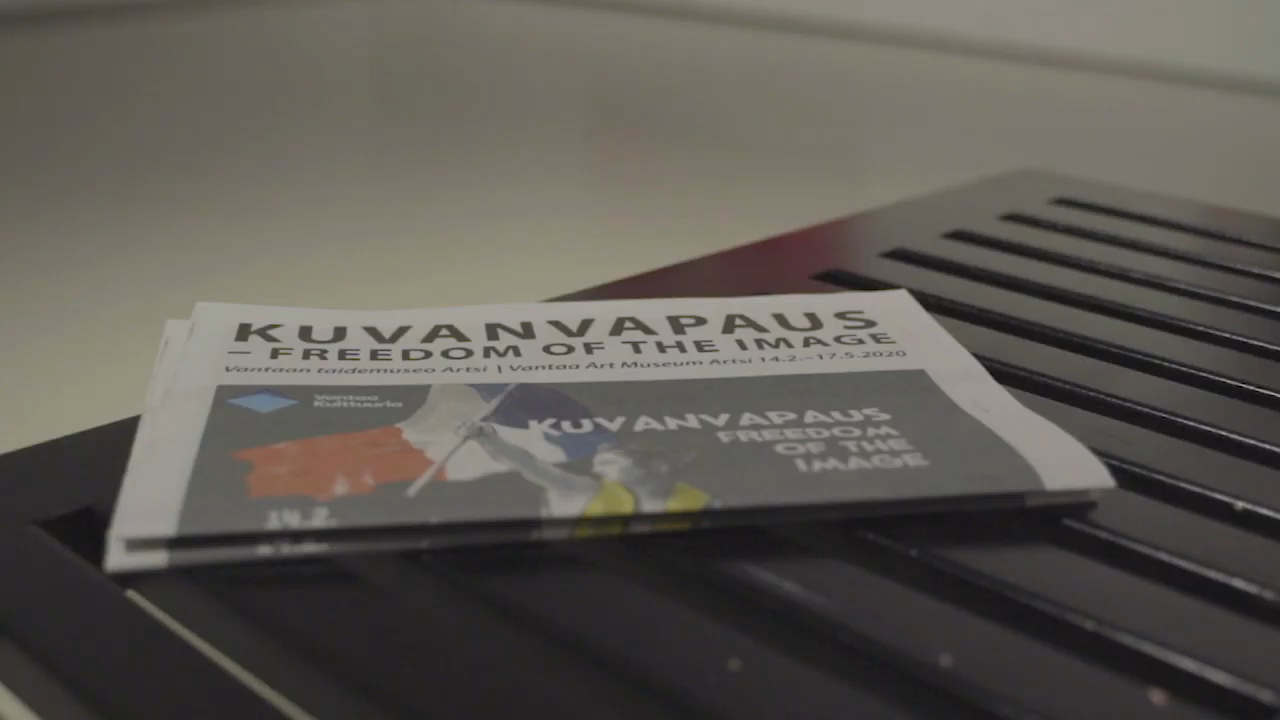 KUVANVAPAUS
– FREEDOM OF THE IMAGE
Vantaan taidemuseo Artsi | Vantaa Art Museum Artsi 14.2.–17.5.2020
Vantaa
Kulttuuria
KUVANVAPAUS
FREEDOM
OF THE
IMAGE
14.2.